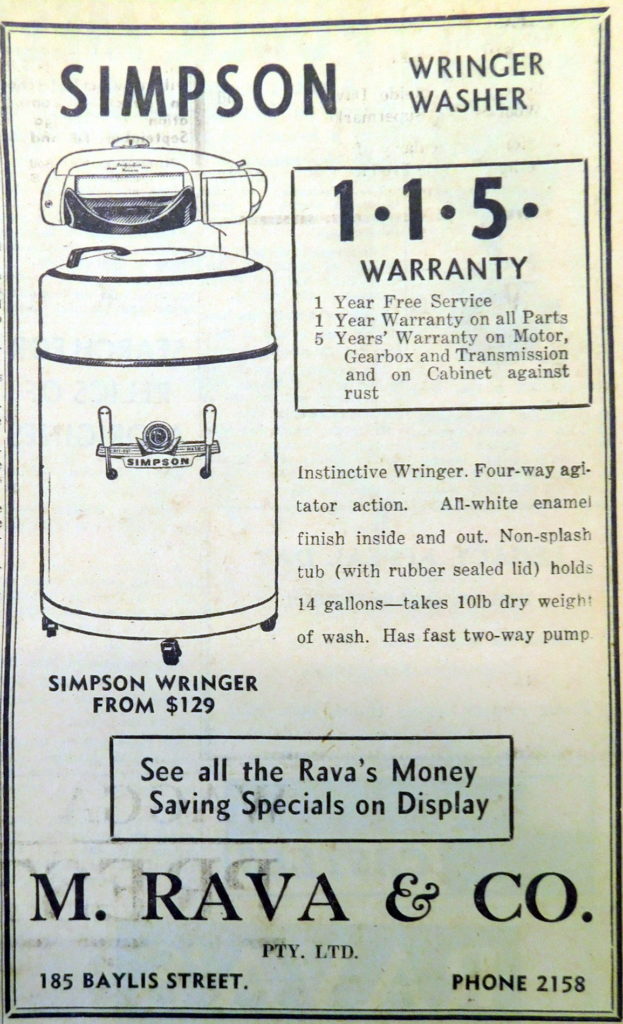 SIMPSON
WRINGER
WASHER
1·1·5·
WARRANTY
1 Year Free Service
1 Year Warranty on all Parts
5 Years' Warranty on Motor,
Gearbox and Transmission
and on Cabinet against
rust
SIMPSON
Instinctive Wringer. Four-way agi-
tator action. All-white enamel
finish inside and out. Non-splash
tub (with rubber sealed lid) holds
14 gallons—takes 10lb dry weight
of wash. Has fast two-way pump
SIMPSON WRINGER
FROM $129
See all the Rava's Money
Saving Specials on Display
M. RAVA & CO.
PTY. LTD.
185 BAYLIS STREET.
PHONE 2158